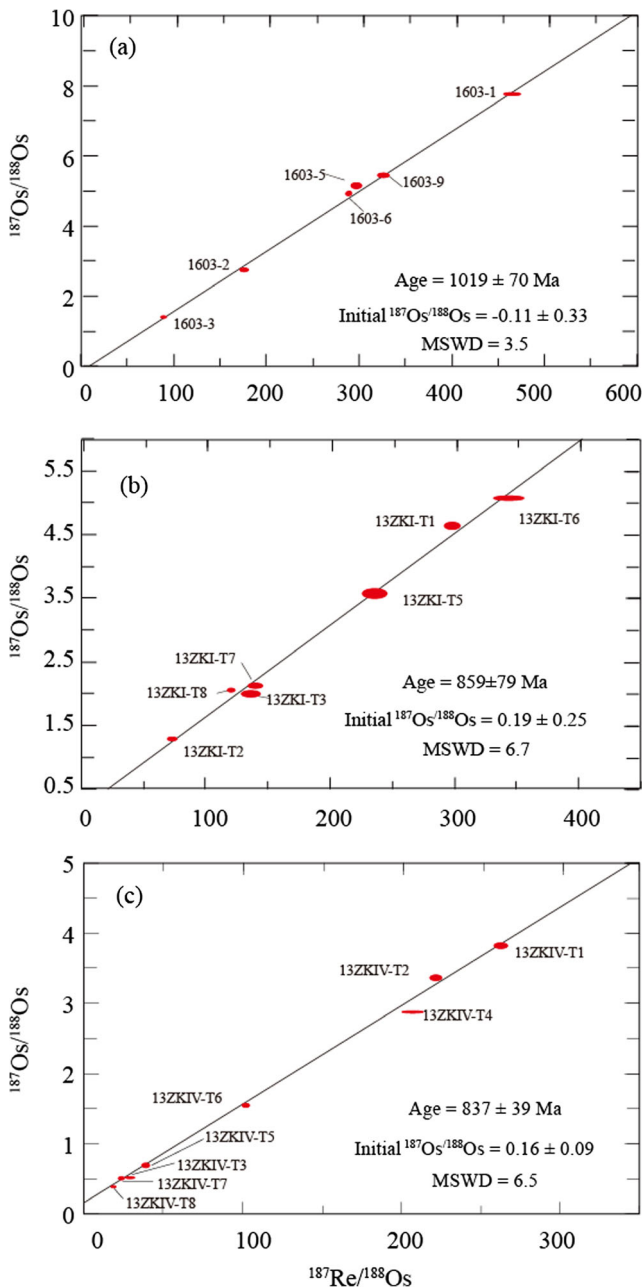 (a)
10
8
6
4
2
0
187Os/188Os
1603-1
1603-5
1603-9
1603-6
1603-2
1603-3
Age = 1019 ± 70 Ma
Initial 187Os/188Os = -0.11 ± 0.33
MSWD = 3.5
0 100 200 300 400 500 600
(b)
5.5
4.5
3.5
2.5
1.5
0.5
187Os/188Os
13ZKI-T1
13ZKI-T6
13ZKI-T5
13ZKI-T7
13ZKI-T8
13ZKI-T3
13ZKI-T2
Age = 859±79 Ma
Initial 187Os/188Os = 0.19 ± 0.25
MSWD = 6.7
0 100 200 300 400
(c)
5
4
3
2
1
0
187Os/188Os
13ZKIV-T1
13ZKIV-T2
13ZKIV-T4
13ZKIV-T6
13ZKIV-T5
13ZKIV-T3
13ZKIV-T7
13ZKIV-T8
Age = 837 ± 39 Ma
Initial 187Os/188Os = 0.16 ± 0.09
MSWD = 6.5
0 100 200 300
187Re/188Os